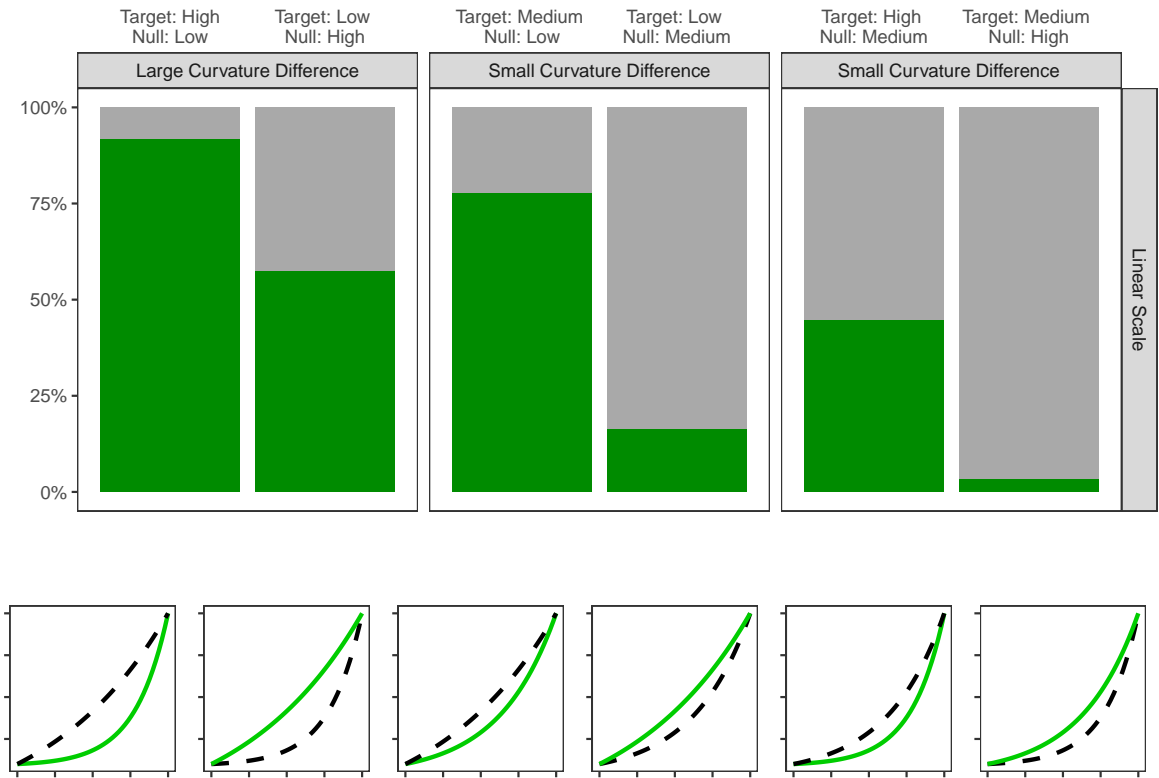 Target: High
Null: Low
Target: Low
Null: High
Target: Medium
Null: Low
Target: Low
Null: Medium
Target: High
Null: Medium
Target: Medium
Null: High
Large Curvature Difference
Small Curvature Difference
Small Curvature Difference
100%
75%
50%
25%
0%
Linear Scale